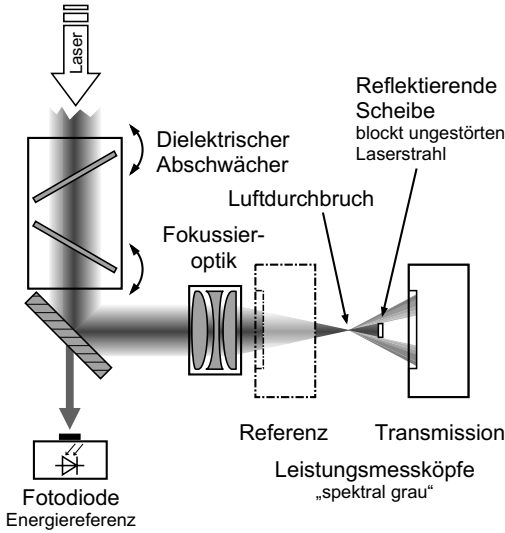 Laser
Dielektrischer
Abschwächer
Reflektierende
Scheibe
blockt ungestörten
Laserstrahl
Luftdurchbruch
Fokussier-
optik
Referenz
Transmission
Leistungsmessköpfe
„spektral grau“
Fotodiode
Energiereferenz